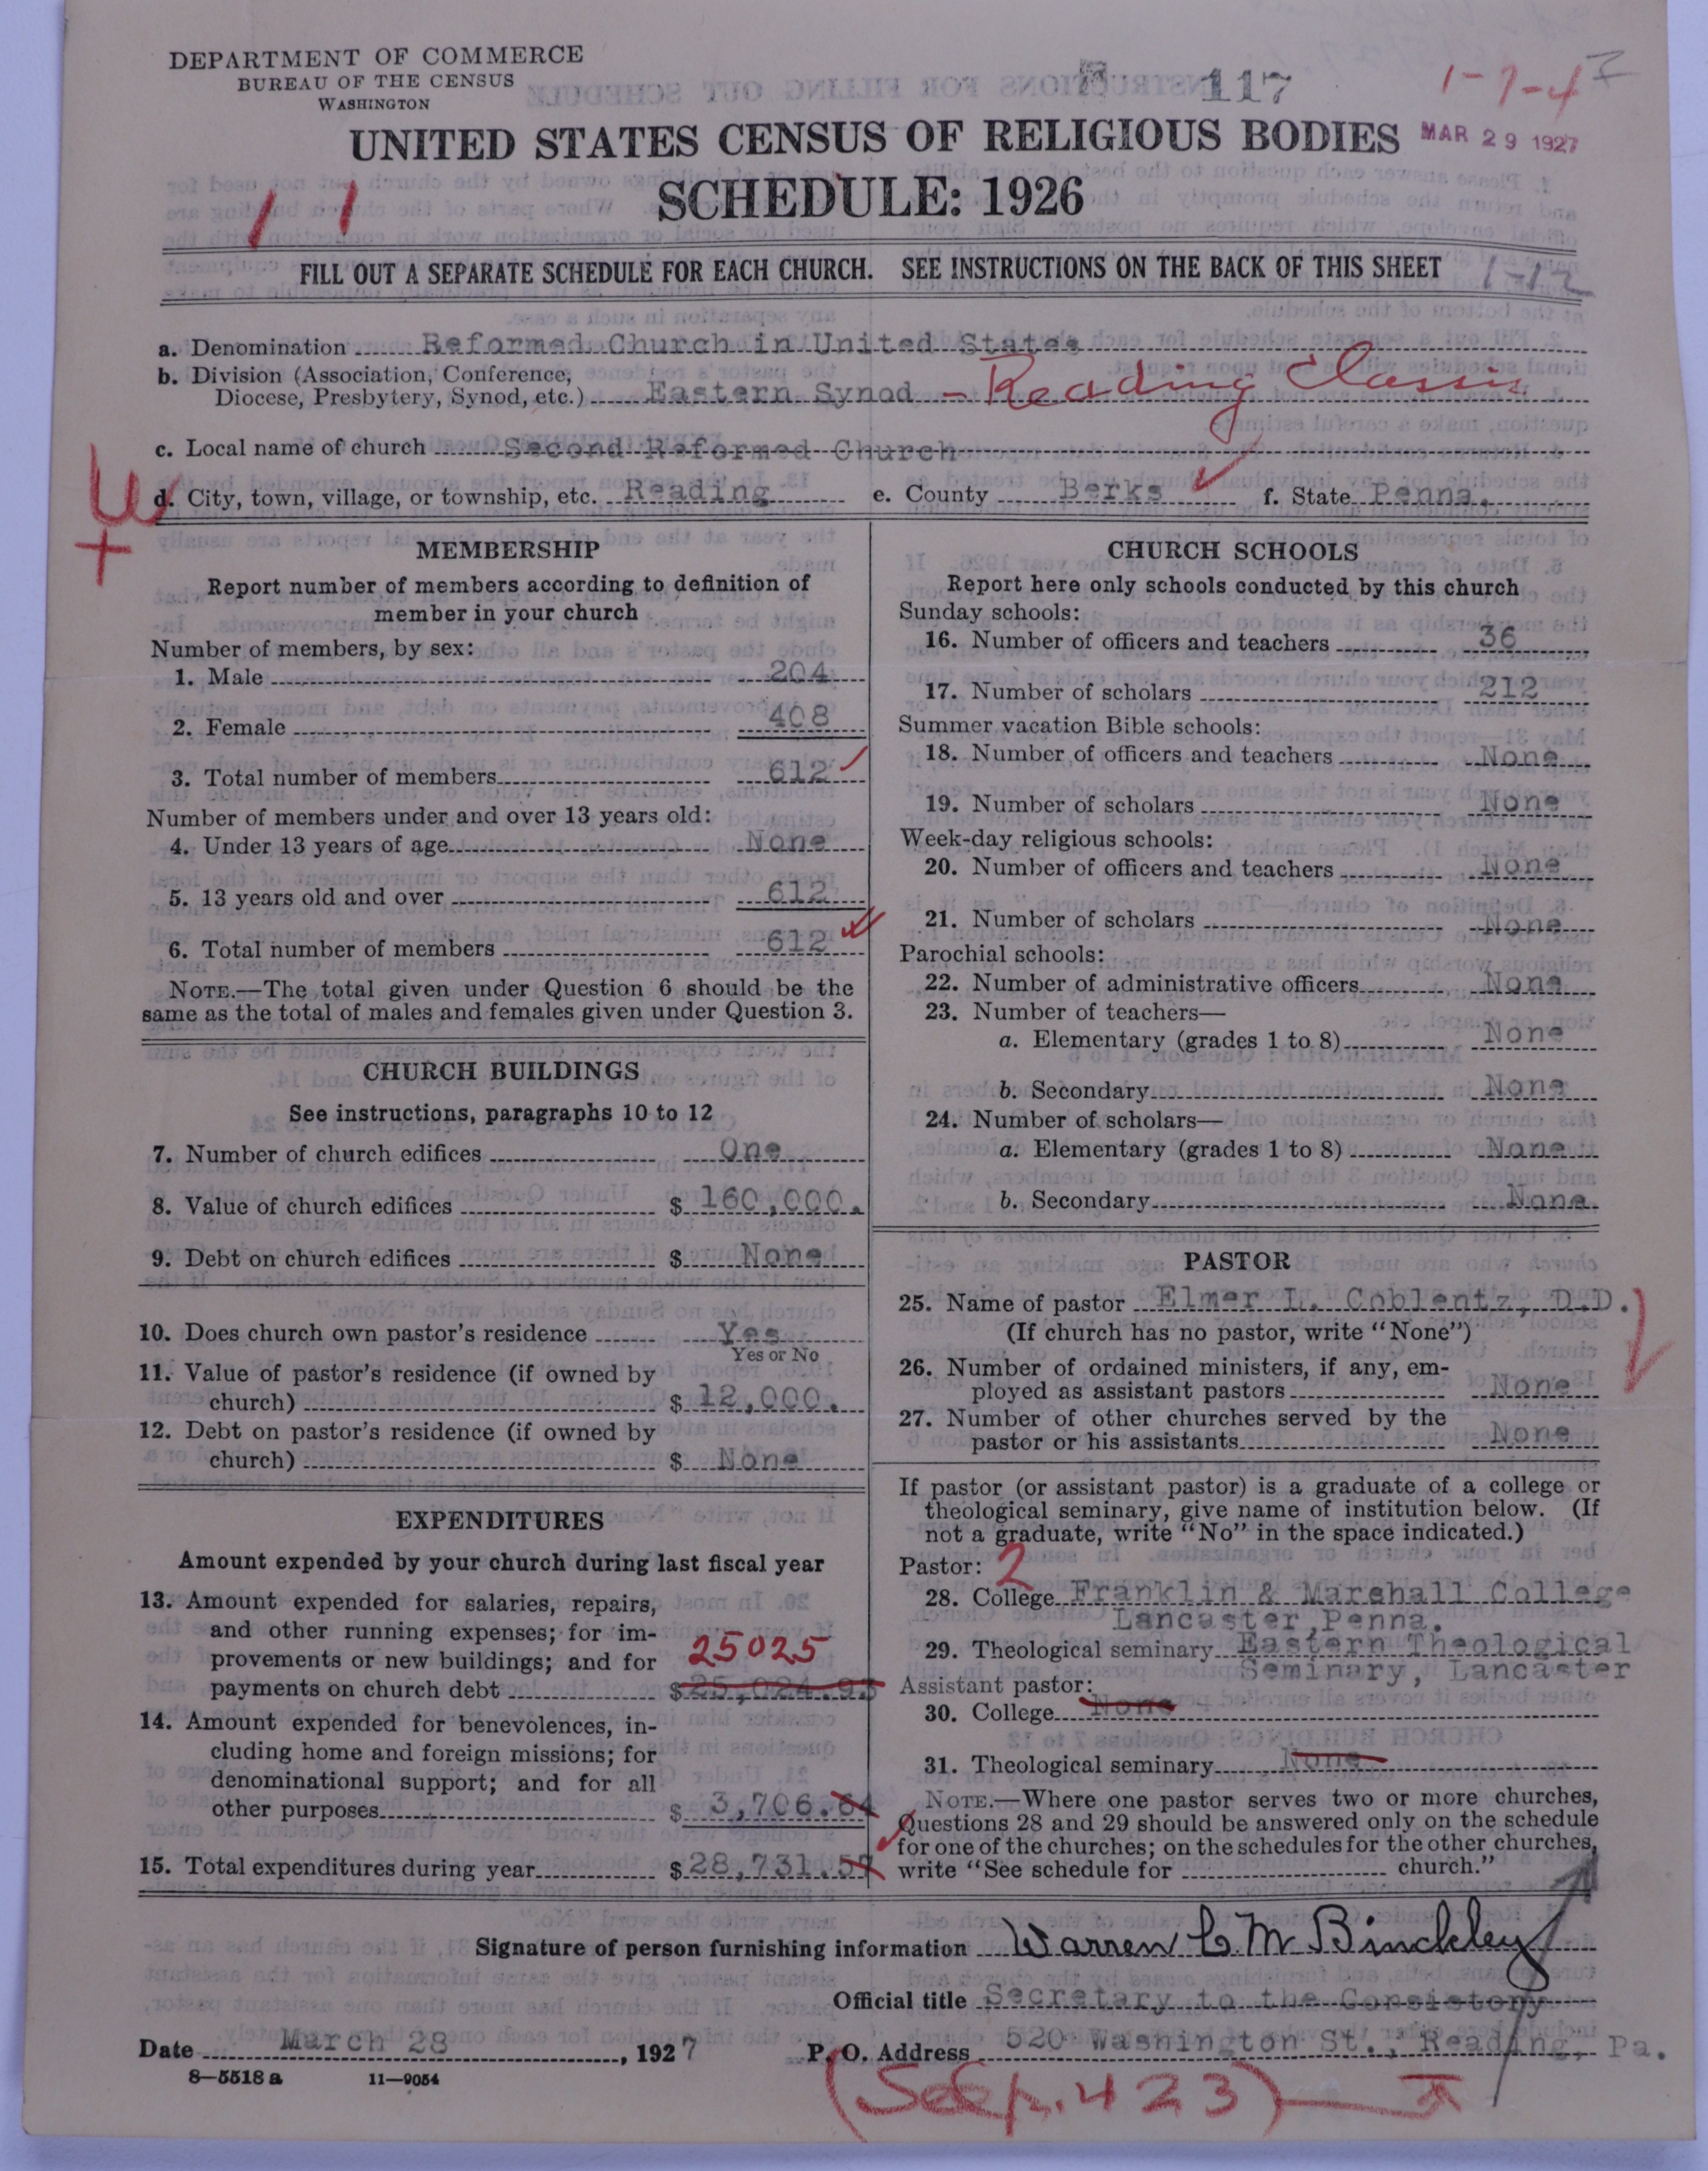 DEPARTMENT OF COMMERCE
BUREAU OF THE CENSUS
WASHINGTON
117
1-7-4
UNITED STATES CENSUS OF RELIGIOUS BODIES
MAR 29 1927
SCHEDULE: 1926
11
FILL OUT A SEPARATE SCHEDULE FOR EACH CHURCH. SEE INSTRUCTIONS ON THE BACK OF THIS SHEET
1-12
a. Denomination Reformed Church in United States
b. Division (Association, Conference,
Diocese, Presbytery, Synod, etc.) Eastern Synod - Reading Classis
c. Local name of church Second Reformed Church
d. City, town, village, or township, etc. Reading e. County Berks f. State Penna.
MEMBERSHIP
Report number of members according to definition of
member in your church
Number of members, by sex:
1. Male 204
2. Female 408
3. Total number of members 612
Number of members under and over 13 years old:
4. Under 13 years of age None
5. 13 years old and over 612
6. Total number of members 612
NOTE.—The total given under Question 6 should be the
same as the total of males and females given under Question 3.
CHURCH BUILDINGS
See instructions, paragraphs 10 to 12
7. Number of church edifices One
8. Value of church edifices $ 160,000.
9. Debt on church edifices $ None
10. Does church own pastor's residence Yes
Yes or No
11. Value of pastor's residence (if owned by
church) $ 12,000.
12. Debt on pastor's residence (if owned by
church) $ None
EXPENDITURES
Amount expended by your church during last fiscal year
13. Amount expended for salaries, repairs,
and other running expenses; for im-
provements or new buildings; and for 25025
payments on church debt $25,024.93
14. Amount expended for benevolences, in-
cluding home and foreign missions; for
denominational support; and for all
other purposes $ 3,706.64
15. Total expenditures during year $28,731.57
CHURCH SCHOOLS
Report here only schools conducted by this church
Sunday schools:
16. Number of officers and teachers 36
17. Number of scholars 212
Summer vacation Bible schools:
18. Number of officers and teachers None
19. Number of scholars None
Week-day religious schools:
20. Number of officers and teachers None
21. Number of scholars None
Parochial schools:
22. Number of administrative officers None
23. Number of teachers—
a. Elementary (grades 1 to 8) None
b. Secondary None
24. Number of scholars—
a. Elementary (grades 1 to 8) None
b. Secondary None
PASTOR
25. Name of pastor Elmer L. Coblentz, D.D.
(If church has no pastor, write "None")
26. Number of ordained ministers, if any, em-
ployed as assistant pastors None
27. Number of other churches served by the
pastor or his assistants None
If pastor (or assistant pastor) is a graduate of a college or
theological seminary, give name of institution below. (If
not a graduate, write "No" in the space indicated.)
Pastor: 2
28. College Franklin & Marshall College
Lancaster,Penna.
29. Theological seminary Eastern Theological
Seminary, Lancaster
Assistant pastor:
30. College None
31. Theological seminary None
NOTE.—Where one pastor serves two or more churches,
Questions 28 and 29 should be answered only on the schedule
for one of the churches; on the schedules for the other churches,
write "See schedule for church."
Signature of person furnishing information Warren C. M. Binckley
Official title Secretary to the Consistory
Date March 28, 1927 P. O. Address 520 Washington St., Reading, Pa.
8—5518 a 11—9054
(See p. 423)